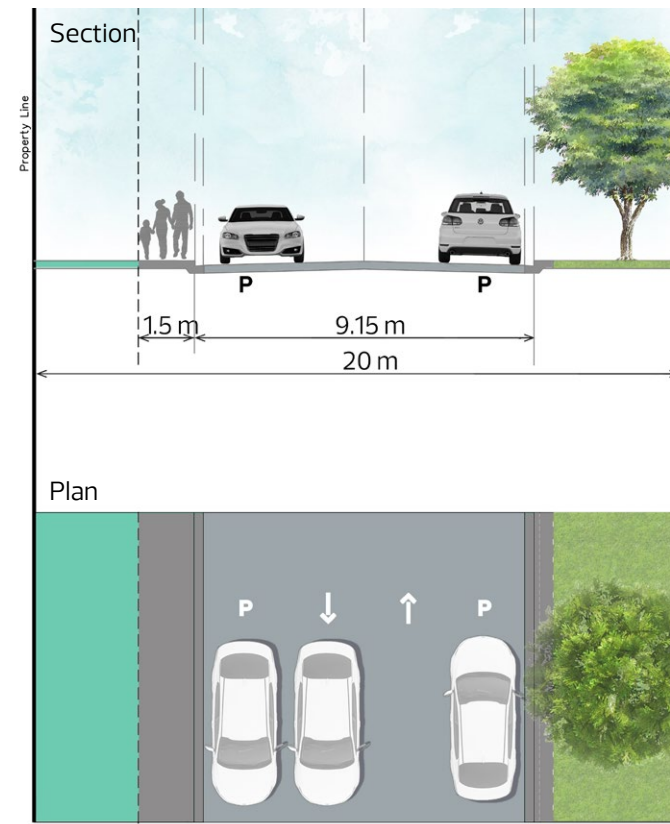 Section
Property Line
P P
1.5 m 9.15 m
20 m
Plan
P ↓ ↑ P